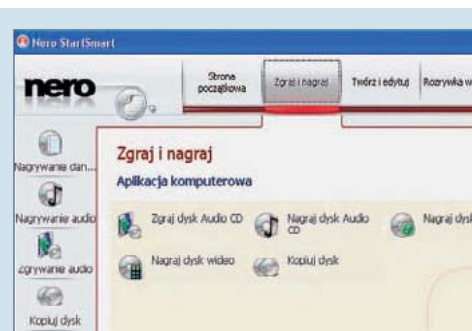 Nero StartSmart
nero
Strona początkowa
Zgraj i nagraj
Twórz i edytuj
Rozrywka w
Nagrywanie dan...
Nagrywanie audio
Zgrywanie audio
Kopiuj dysk
Zgraj i nagraj
Aplikacja komputerowa
Zgraj dysk Audio CD
Nagraj dysk Audio
CD
Nagraj dysk
Nagraj dysk wideo
Kopiuj dysk